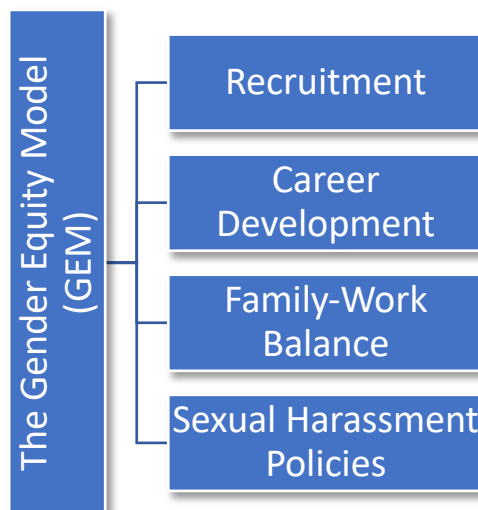 The Gender Equity Model
(GEM)
Recruitment
Career
Development
Family-Work
Balance
Sexual Harassment
Policies